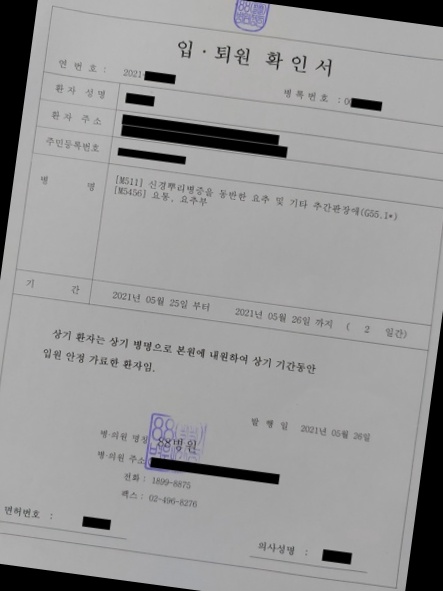 입 · 퇴원 확인서
연 번 호 : 2021-
병록번호 : 0
환자 성명
환자 주소
주민등록번호
병 명
[M511] 신경뿌리병증을 동반한 요추 및 기타 추간판장애(G55.1*)
[M5456] 요통, 요추부
기 간
2021년 05월 25일 부터 2021년 05월 26일 까지 ( 2 일간)
상기 환자는 상기 병명으로 본원에 내원하여 상기 기간동안
입원 안정 가료한 환자임.
발 행 일 2021년 05월 26일
병·의원 명칭 88병원
병·의원 주소
전화 : 1899-8875
팩스 : 02-496-8276
면허번호 :
의사성명 :